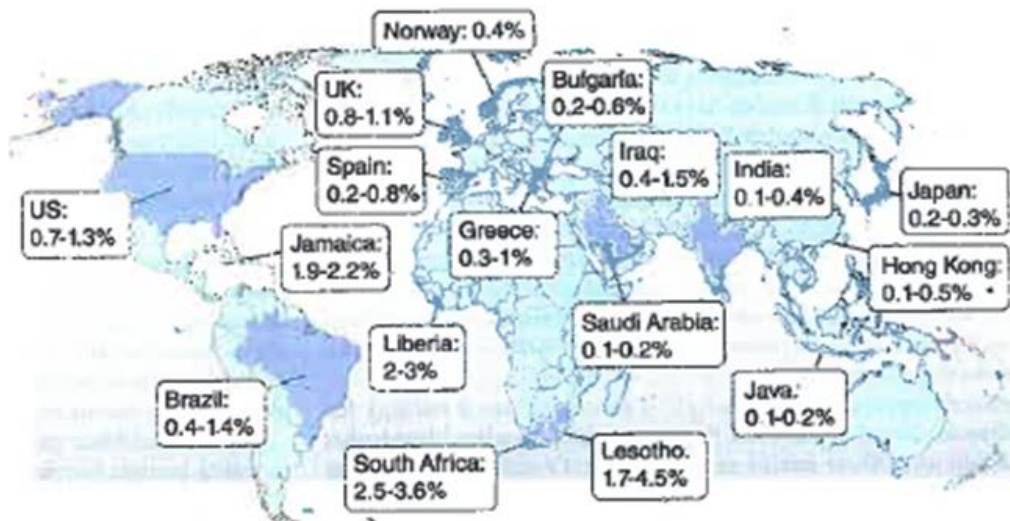 Norway: 0.4%
UK:
0.8-1.1%
Bulgaria:
0.2-0.6%
Spain:
0.2-0.8%
Iraq:
0.4-1.5%
India:
0.1-0.4%
Japan:
0.2-0.3%
US:
0.7-1.3%
Jamaica:
1.9-2.2%
Greece:
0.3-1%
Hong Kong:
0.1-0.5%
Saudi Arabia:
0.1-0.2%
Liberia:
2-3%
Java:
0.1-0.2%
Brazil:
0.4-1.4%
South Africa:
2.5-3.6%
Lesotho.
1.7-4.5%